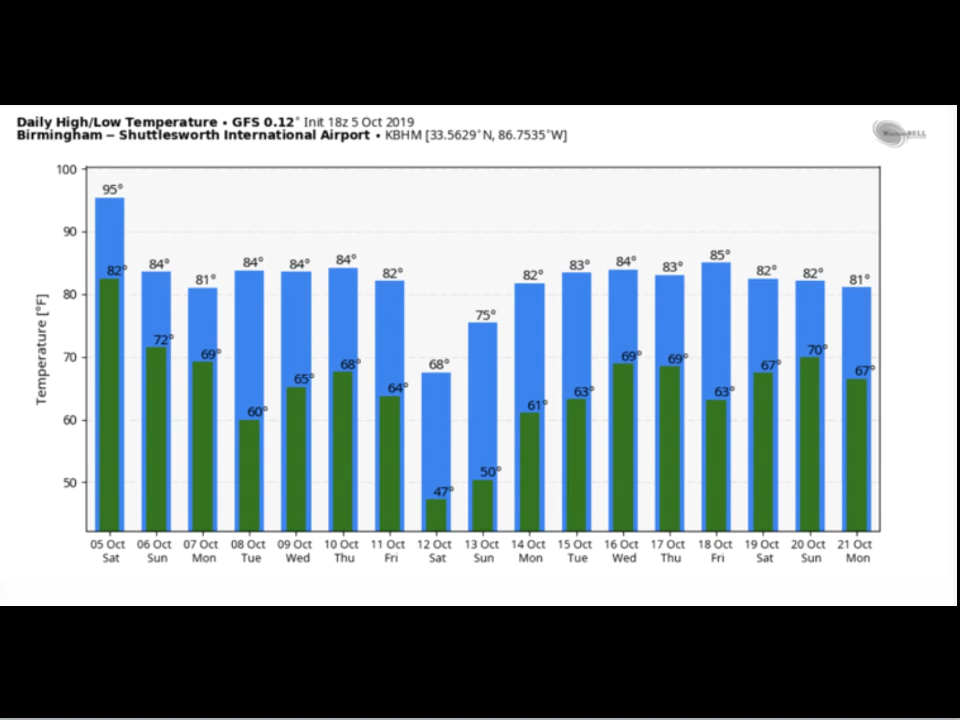 Daily High/Low Temperature • GFS 0.12° Init 18z 5 Oct 2019
Birmingham – Shuttlesworth International Airport • KBHM [33.5629°N, 86.7535°W]
BELL
Temperature [°F]
100
90
80
70
60
50
95° 84° 81° 84° 84° 84° 82° 68° 75° 82° 83° 84° 83° 85° 82° 82° 81°
82° 72° 69° 60° 65° 68° 64° 47° 50° 61° 63° 69° 69° 63° 67° 70° 67°
05 Oct 06 Oct 07 Oct 08 Oct 09 Oct 10 Oct 11 Oct 12 Oct 13 Oct 14 Oct 15 Oct 16 Oct 17 Oct 18 Oct 19 Oct 20 Oct 21 Oct
Sat Sun Mon Tue Wed Thu Fri Sat Sun Mon Tue Wed Thu Fri Sat Sun Mon